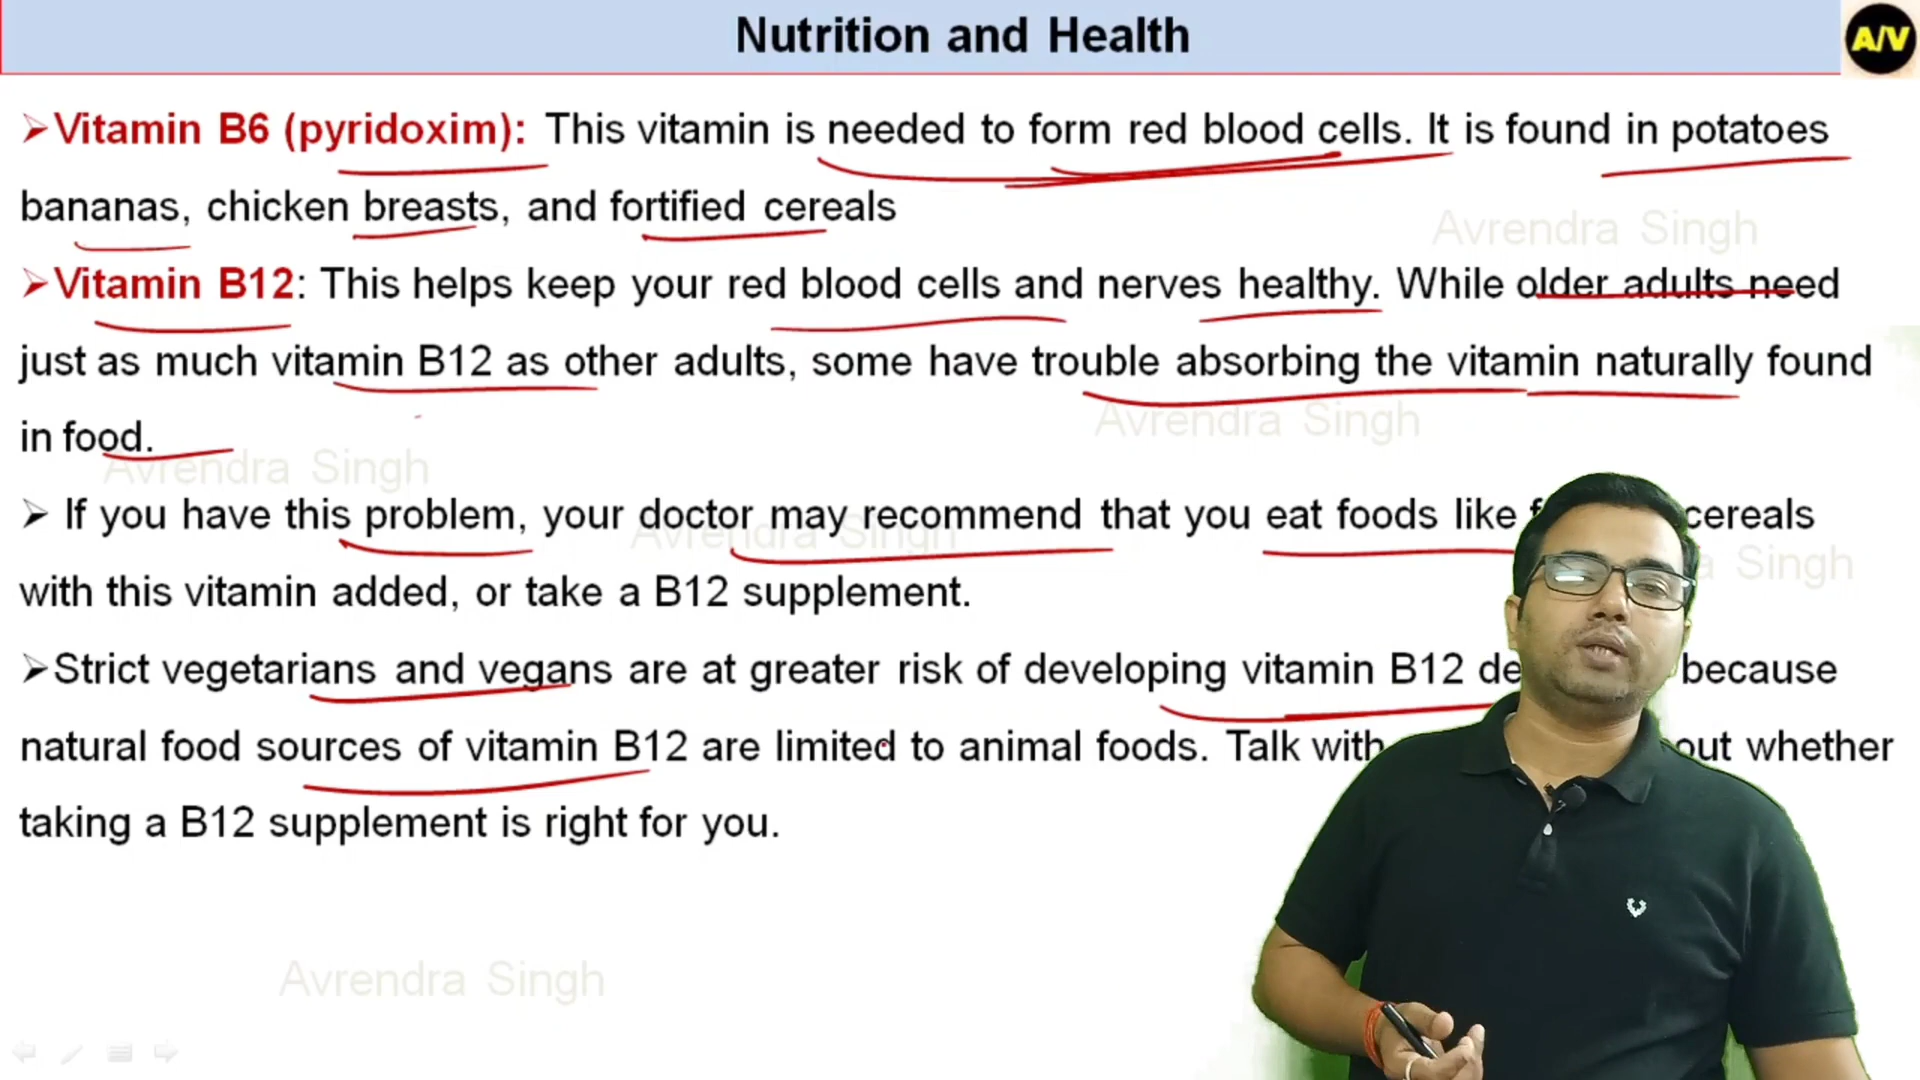 Nutrition and Health
A/V
➢Vitamin B6 (pyridoxim): This vitamin is needed to form red blood cells. It is found in potatoes
bananas, chicken breasts, and fortified cereals
Avrendra Singh
➢Vitamin B12: This helps keep your red blood cells and nerves healthy. While older adults need
just as much vitamin B12 as other adults, some have trouble absorbing the vitamin naturally found
Avrendra Singh
in food.
Avrendra Singh
➢ If you have this problem, your doctor may recommend that you eat foods like cereals
Avrendra Singh
Singh
with this vitamin added, or take a B12 supplement.
➢Strict vegetarians and vegans are at greater risk of developing vitamin B12 because
natural food sources of vitamin B12 are limited to animal foods. Talk with whether
taking a B12 supplement is right for you.
Avrendra Singh